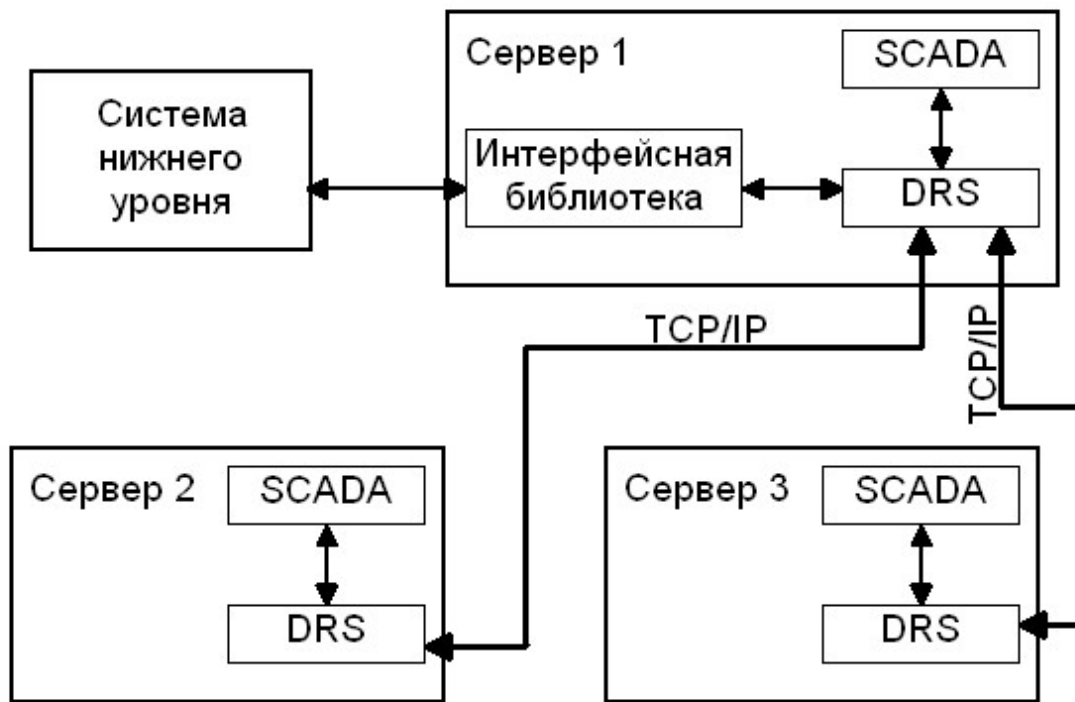 Сервер 1
SCADA
Система
нижнего
уровня
Интерфейсная
библиотека
DRS
TCP/IP
TCP/IP
Сервер 2
SCADA
DRS
Сервер 3
SCADA
DRS